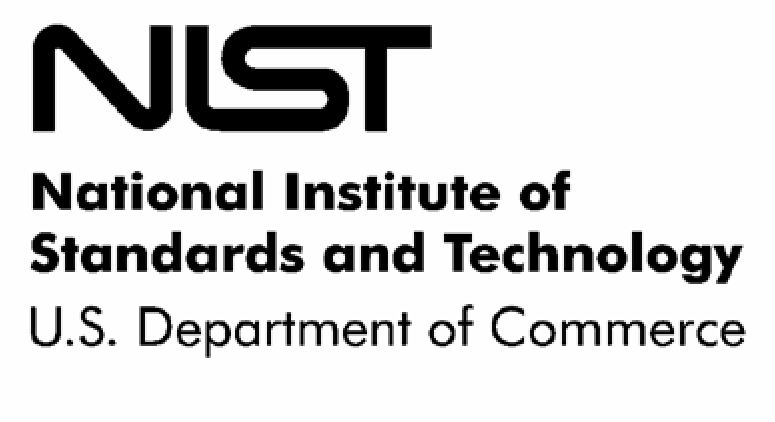 NIST
National Institute of
Standards and Technology
U.S. Department of Commerce